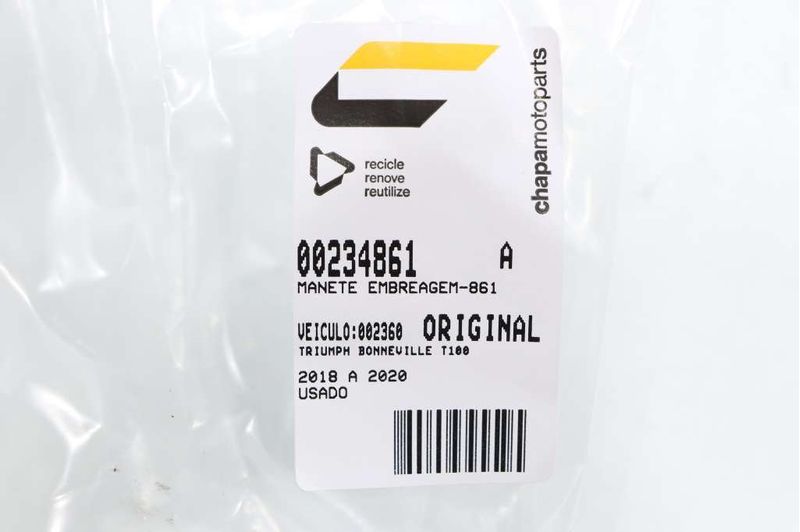 chapamotoparts
recicle
renove
reutilize
00234861 A
MANETE EMBREAGEM-861
VEICULO:002360 ORIGINAL
TRIUMPH BONNEVILLE T100
2018 A 2020
USADO